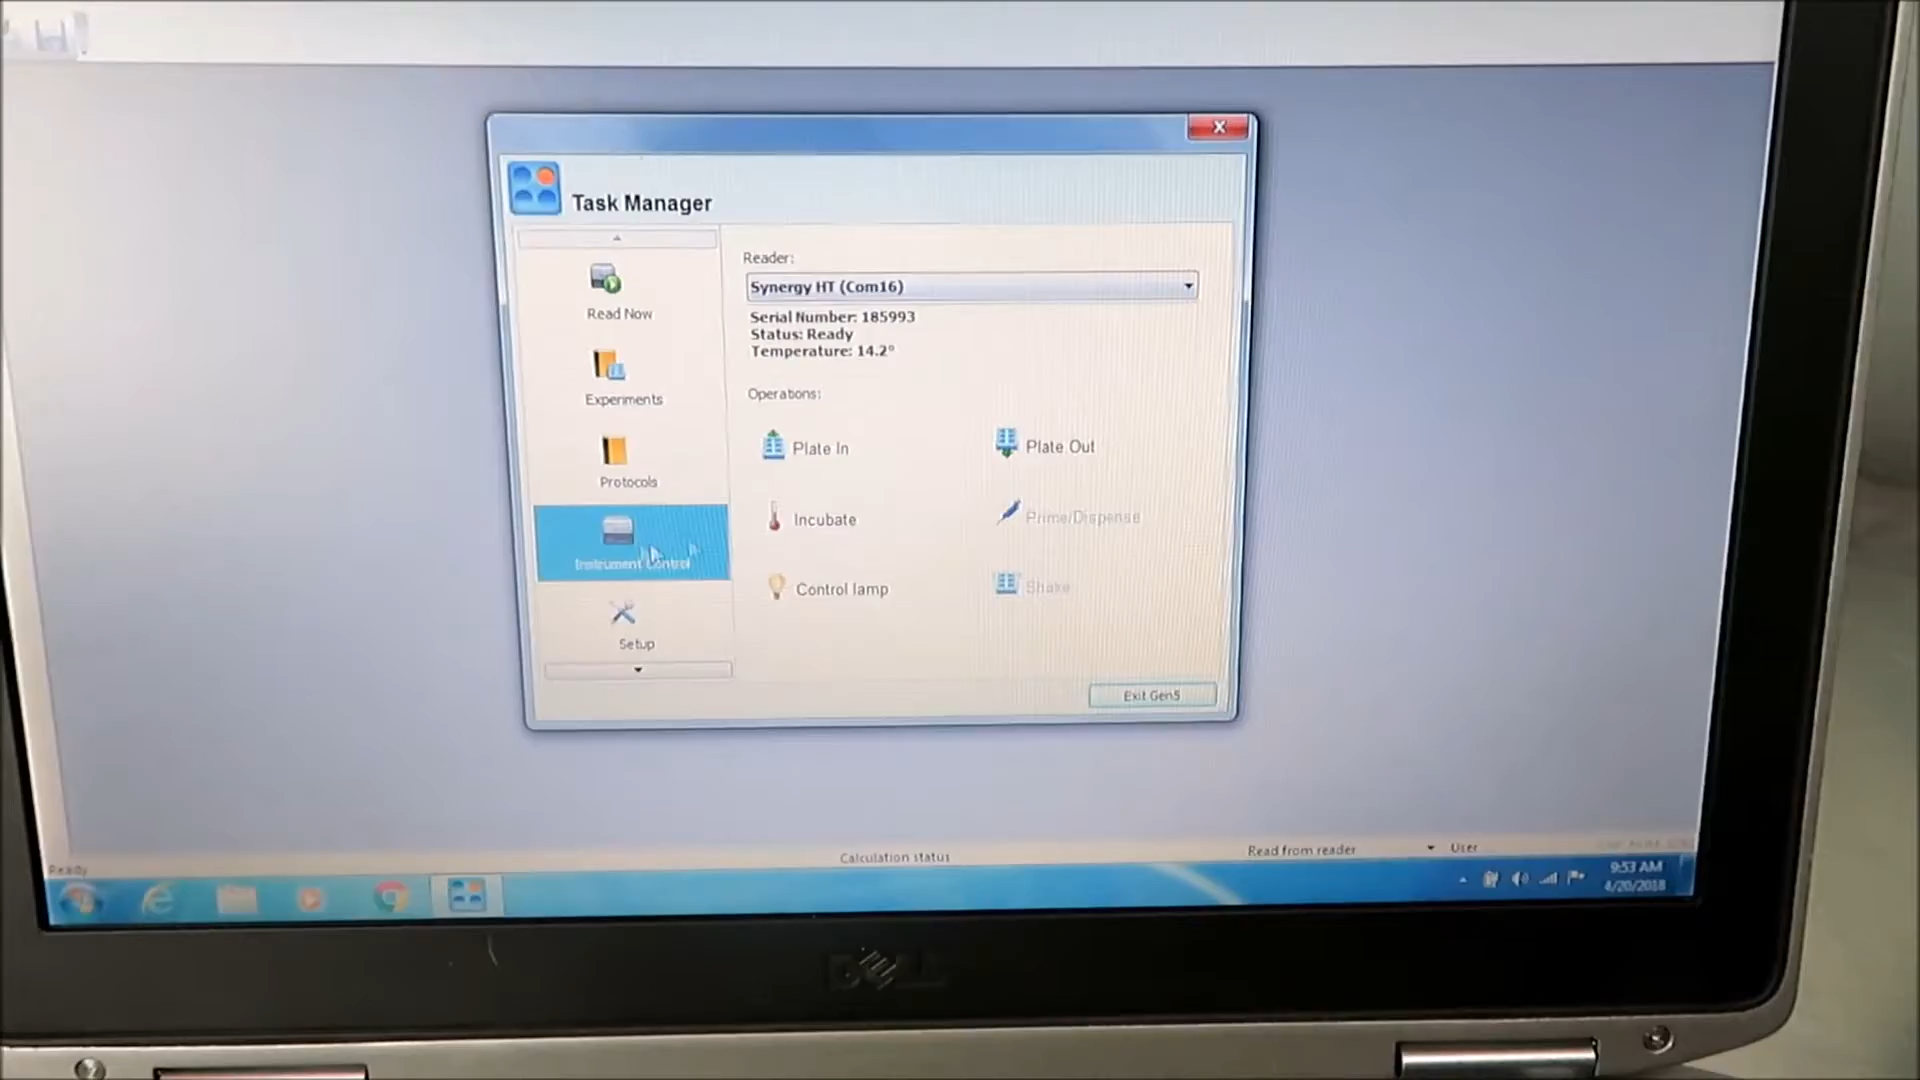 Task Manager
Read Now
Experiments
Protocols
Instrument Control
Setup
Reader:
Synergy HT (Com16)
Serial Number: 185993
Status: Ready
Temperature: 14.2°
Operations:
Plate In
Plate Out
Incubate
Prime/Dispense
Control lamp
Shake
Exit Gen5
Ready
Calculation status
Read from reader
User
9:53 AM
4/20/2018
DELL